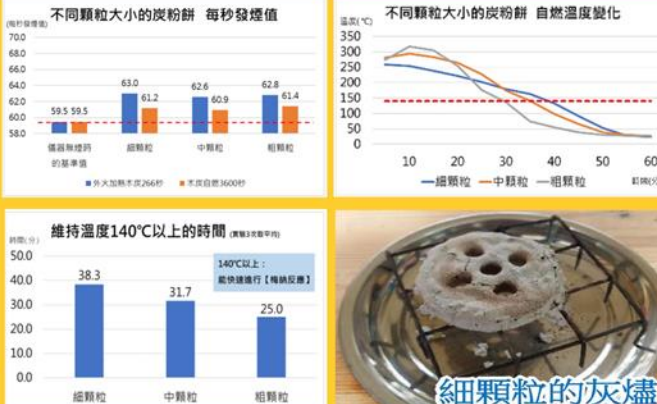 不同顆粒大小的炭粉餅 每秒發煙值
(每秒發煙值)
70.0
68.0
66.0
64.0
62.0
60.0
58.0
59.5 59.5
63.0
61.2
62.6
60.9
62.8
61.4
儀器無煙時
的基準值
細顆粒
中顆粒
粗顆粒
外火加熱木炭266秒
木炭自燃3600秒
不同顆粒大小的炭粉餅 自燃溫度變化
溫度(℃)
350
300
250
200
150
100
50
0
10 20 30 40 50 60
細顆粒 中顆粒 粗顆粒
維持溫度140℃以上的時間 (實驗3次取平均)
時間(分)
50.0
40.0
30.0
20.0
10.0
0.0
38.3
31.7
25.0
140℃以上：
能快速進行【梅納反應】
細顆粒
中顆粒
粗顆粒
細顆粒的灰燼